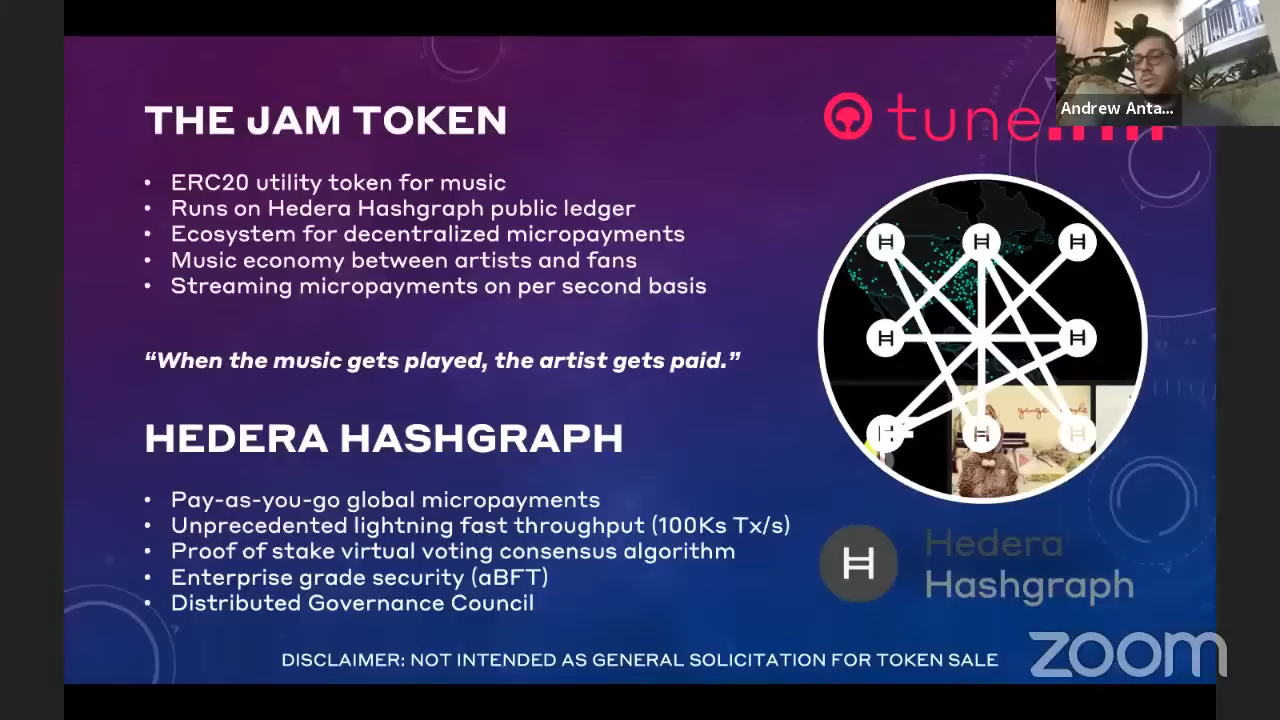 Andrew Anta...
THE JAM TOKEN
tune
• ERC20 utility token for music
• Runs on Hedera Hashgraph public ledger
• Ecosystem for decentralized micropayments
• Music economy between artists and fans
• Streaming micropayments on per second basis
“When the music gets played, the artist gets paid.”
HEDERA HASHGRAPH
• Pay-as-you-go global micropayments
• Unprecedented lightning fast throughput (100Ks Tx/s)
• Proof of stake virtual voting consensus algorithm
• Enterprise grade security (aBFT)
• Distributed Governance Council
H H H
H H
H H H
H
Hedera
Hashgraph
DISCLAIMER: NOT INTENDED AS GENERAL SOLICITATION FOR TOKEN SALE
zoom